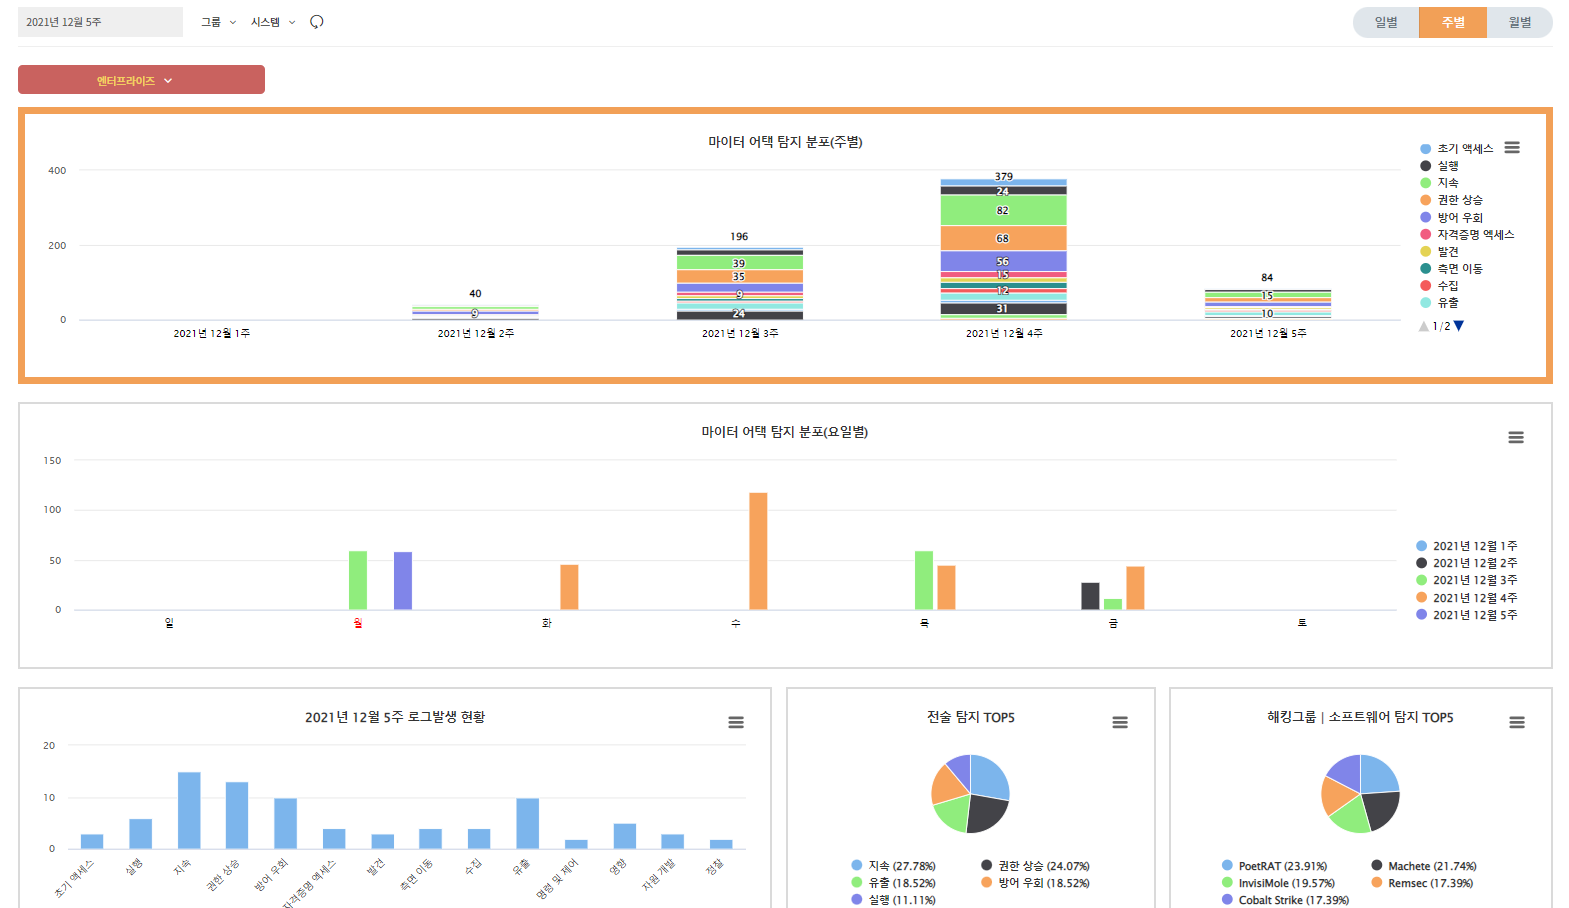 2021년 12월 5주 그룹 시스템 일별 주별 월별
엔터프라이즈
마이터 어택 탐지 분포(주별)
400
200
0
40
9
196
39
35
9
24
379
24
82
68
56
15
12
31
84
15
10
2021년 12월 1주 2021년 12월 2주 2021년 12월 3주 2021년 12월 4주 2021년 12월 5주
초기 액세스
실행
지속
권한 상승
방어 우회
자격증명 액세스
발견
측면 이동
수집
유출
1/2
마이터 어택 탐지 분포(요일별)
150
100
50
0
일 월 화 수 목 금 토
2021년 12월 1주
2021년 12월 2주
2021년 12월 3주
2021년 12월 4주
2021년 12월 5주
2021년 12월 5주 로그발생 현황
20
10
0
초기 액세스 실행 지속 권한 상승 방어 우회 자격증명 액세스 발견 측면 이동 수집 유출 명령 및 제어 영향 자원 개발 정찰
전술 탐지 TOP5
지속 (27.78%) 권한 상승 (24.07%)
유출 (18.52%) 방어 우회 (18.52%)
실행 (11.11%)
해킹그룹 | 소프트웨어 탐지 TOP5
PoetRAT (23.91%) Machete (21.74%)
InvisiMole (19.57%) Remsec (17.39%)
Cobalt Strike (17.39%)